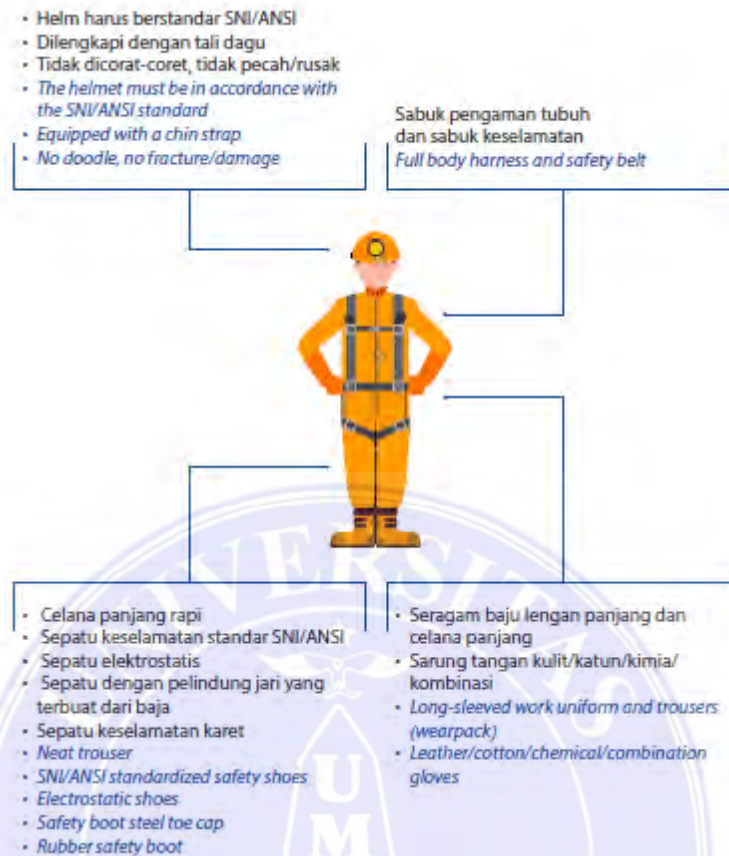 • Helm harus berstandar SNI/ANSI
• Dilengkapi dengan tali dagu
• Tidak dicorat-coret, tidak pecah/rusak
• The helmet must be in accordance with
the SNI/ANSI standard
• Equipped with a chin strap
• No doodle, no fracture/damage
Sabuk pengaman tubuh
dan sabuk keselamatan
Full body harness and safety belt
• Celana panjang rapi
• Sepatu keselamatan standar SNI/ANSI
• Sepatu elektrostatis
• Sepatu dengan pelindung jari yang
terbuat dari baja
• Sepatu keselamatan karet
• Neat trouser
• SNI/ANSI standardized safety shoes
• Electrostatic shoes
• Safety boot steel toe cap
• Rubber safety boot
• Seragam baju lengan panjang dan
celana panjang
• Sarung tangan kulit/katun/kimia/
kombinasi
• Long-sleeved work uniform and trousers
(wearpack)
• Leather/cotton/chemical/combination
gloves
UNIVERSITAS
U
M